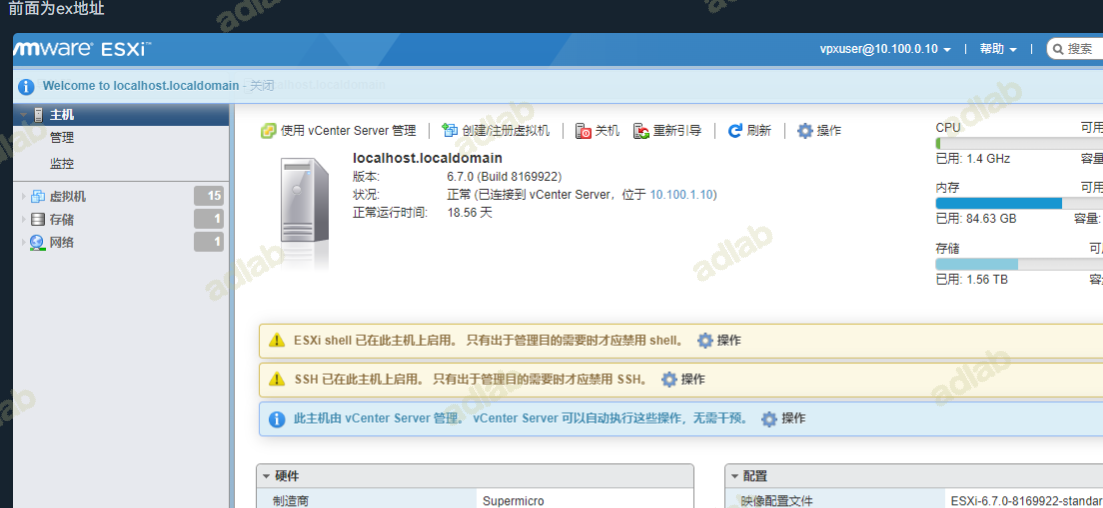 前面为ex地址
vmware ESXi™
vpxuser@10.100.0.10 | 帮助 | 搜索
Welcome to localhost.localdomain - 关闭
主机
管理
监控
虚拟机 15
存储 1
网络 1
使用 vCenter Server 管理 | 创建/注册虚拟机 | 关机 重新引导 | 刷新 | 操作
localhost.localdomain
版本: 6.7.0 (Build 8169922)
状况: 正常 (已连接到 vCenter Server，位于 10.100.1.10)
正常运行时间: 18.56 天
CPU 可用
已用: 1.4 GHz 容量
内存 可用
已用: 84.63 GB 容量:
存储 可
已用: 1.56 TB
ESXi shell 已在此主机上启用。 只有出于管理目的需要时才应禁用 shell。 操作
SSH 已在此主机上启用。 只有出于管理目的需要时才应禁用 SSH。 操作
此主机由 vCenter Server 管理。 vCenter Server 可以自动执行这些操作，无需干预。 操作
硬件
制造商 Supermicro
配置
映像配置文件 ESXi-6.7.0-8169922-standar
adlab
adlab
adlab
adlab
adlab
adlab
adlab